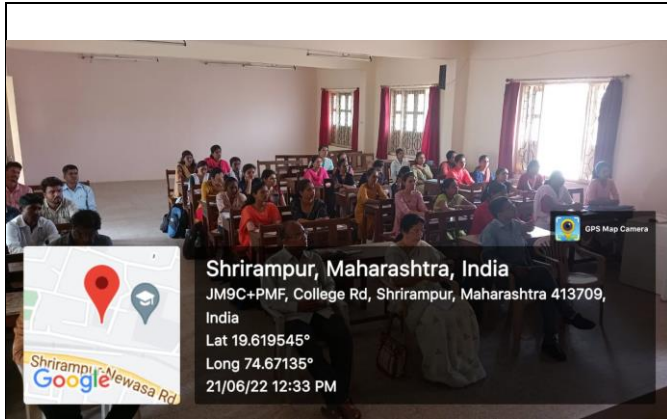 GPS Map Camera
Shrirampur, Maharashtra, India
JM9C+PMF, College Rd, Shrirampur, Maharashtra 413709,
India
Lat 19.619545°
Long 74.67135°
21/06/22 12:33 PM
Shrirampur-Newasa Rd
Google